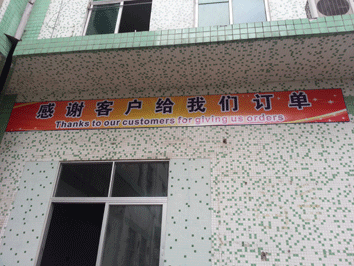 感谢客户给我们订单
Thanks to our customers for giving us orders